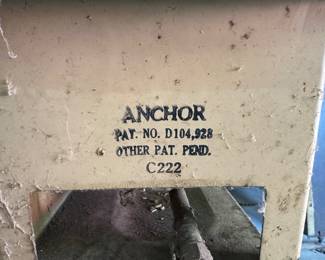 ANCHOR
PAT. NO. D104,928
OTHER PAT. PEND.
C222